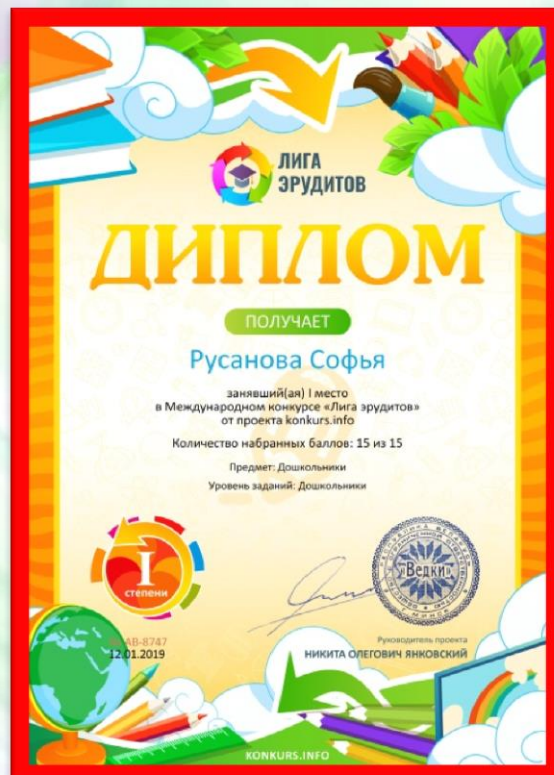 ЛИГА
ЭРУДИТОВ
ДИПЛОМ
ПОЛУЧАЕТ
Русанова Софья
занявший(ая) I место
в Международном конкурсе «Лига эрудитов»
от проекта konkurs.info
Количество набранных баллов: 15 из 15
Предмет: Дошкольники
Уровень заданий: Дошкольники
I
степени
«Ведки»
АВ-8747
12.01.2019
Руководитель проекта
НИКИТА ОЛЕГОВИЧ ЯНКОВСКИЙ
KONKURS.INFO